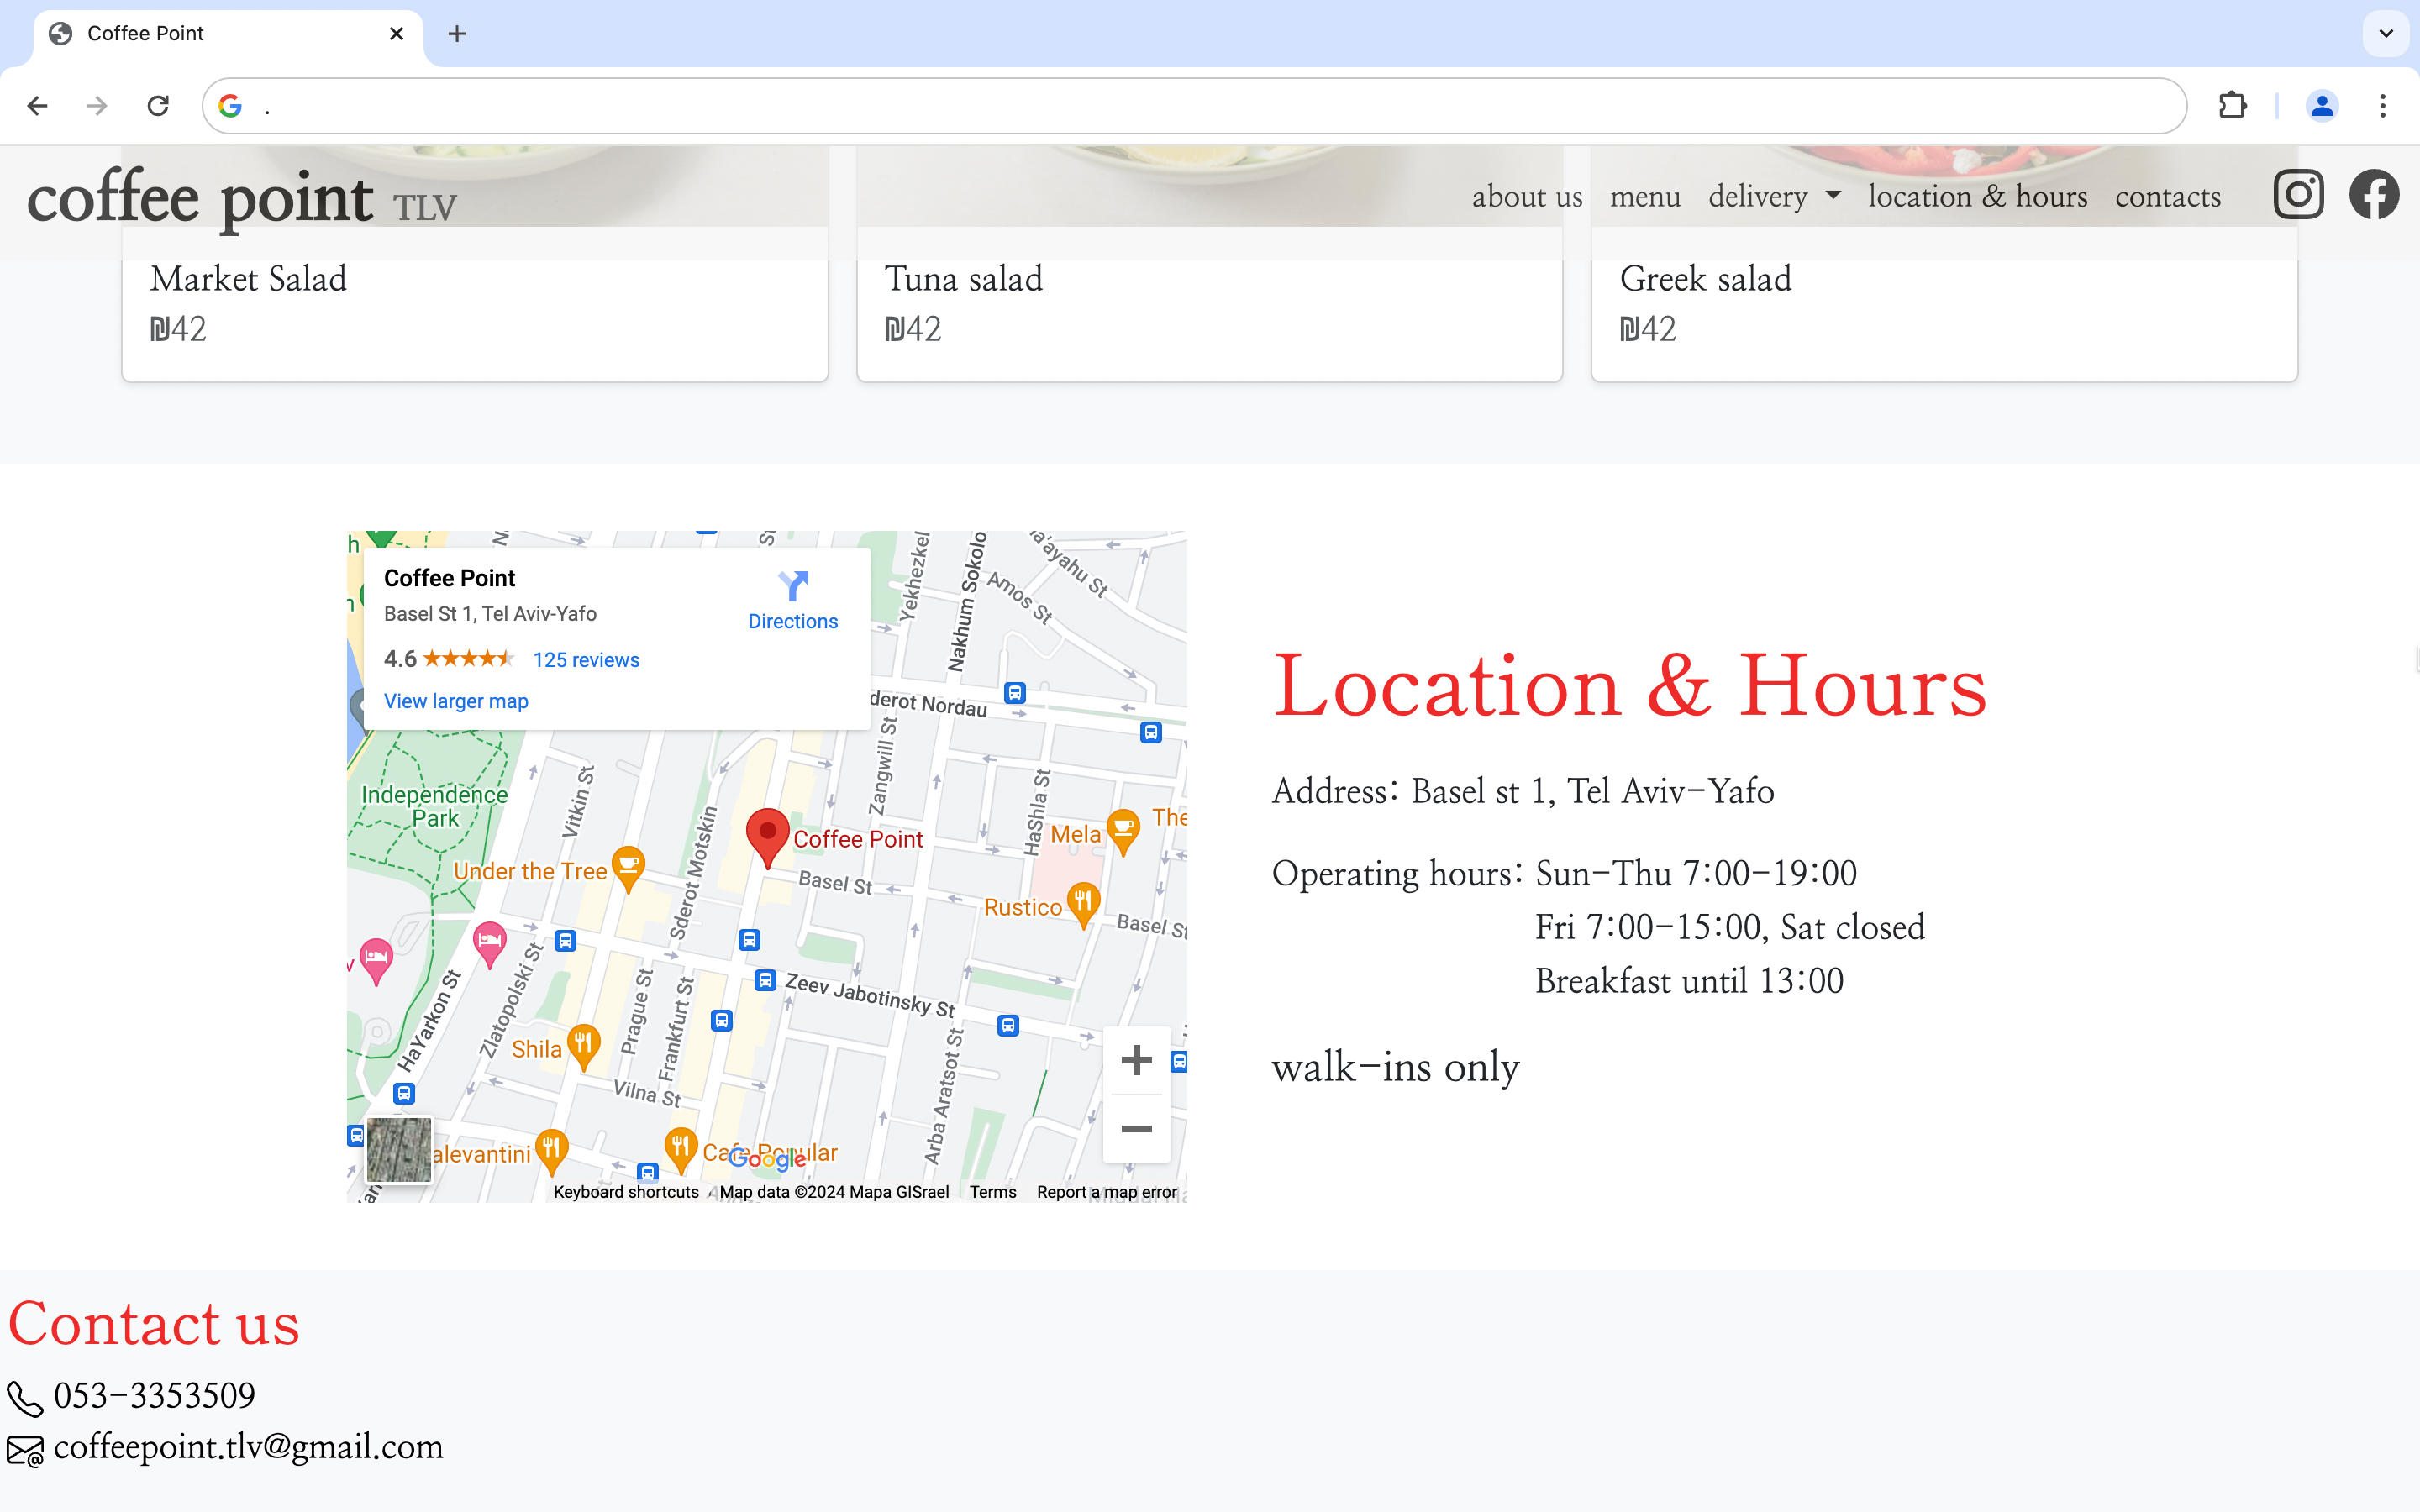 Coffee Point
.
coffee point TLV
about us menu delivery location & hours contacts
Market Salad
₪42
Tuna salad
₪42
Greek salad
₪42
Coffee Point
Basel St 1, Tel Aviv-Yafo
4.6
125 reviews
View larger map
Directions
Yekhezkel
Nakhum Sokolo
Amos St
a'ayahu St
derot Nordau
Zangwill St
HaShla St
Independence
Park
Vitkin St
Sderot Motskin
Coffee Point
Mela
The
Under the Tree
Basel St
Rustico
Basel St
HaYarkon St
Zlatopolski St
Prague St
Frankfurt St
Zeev Jabotinsky St
Shila
Vilna St
Arba Aratsot St
alevantini
Cafe Popular
Google
Keyboard shortcuts
Map data ©2024 Mapa GISrael
Terms
Report a map error
Location & Hours
Address: Basel st 1, Tel Aviv-Yafo
Operating hours: Sun-Thu 7:00-19:00
Fri 7:00-15:00, Sat closed
Breakfast until 13:00
walk-ins only
Contact us
053-3353509
coffeepoint.tlv@gmail.com